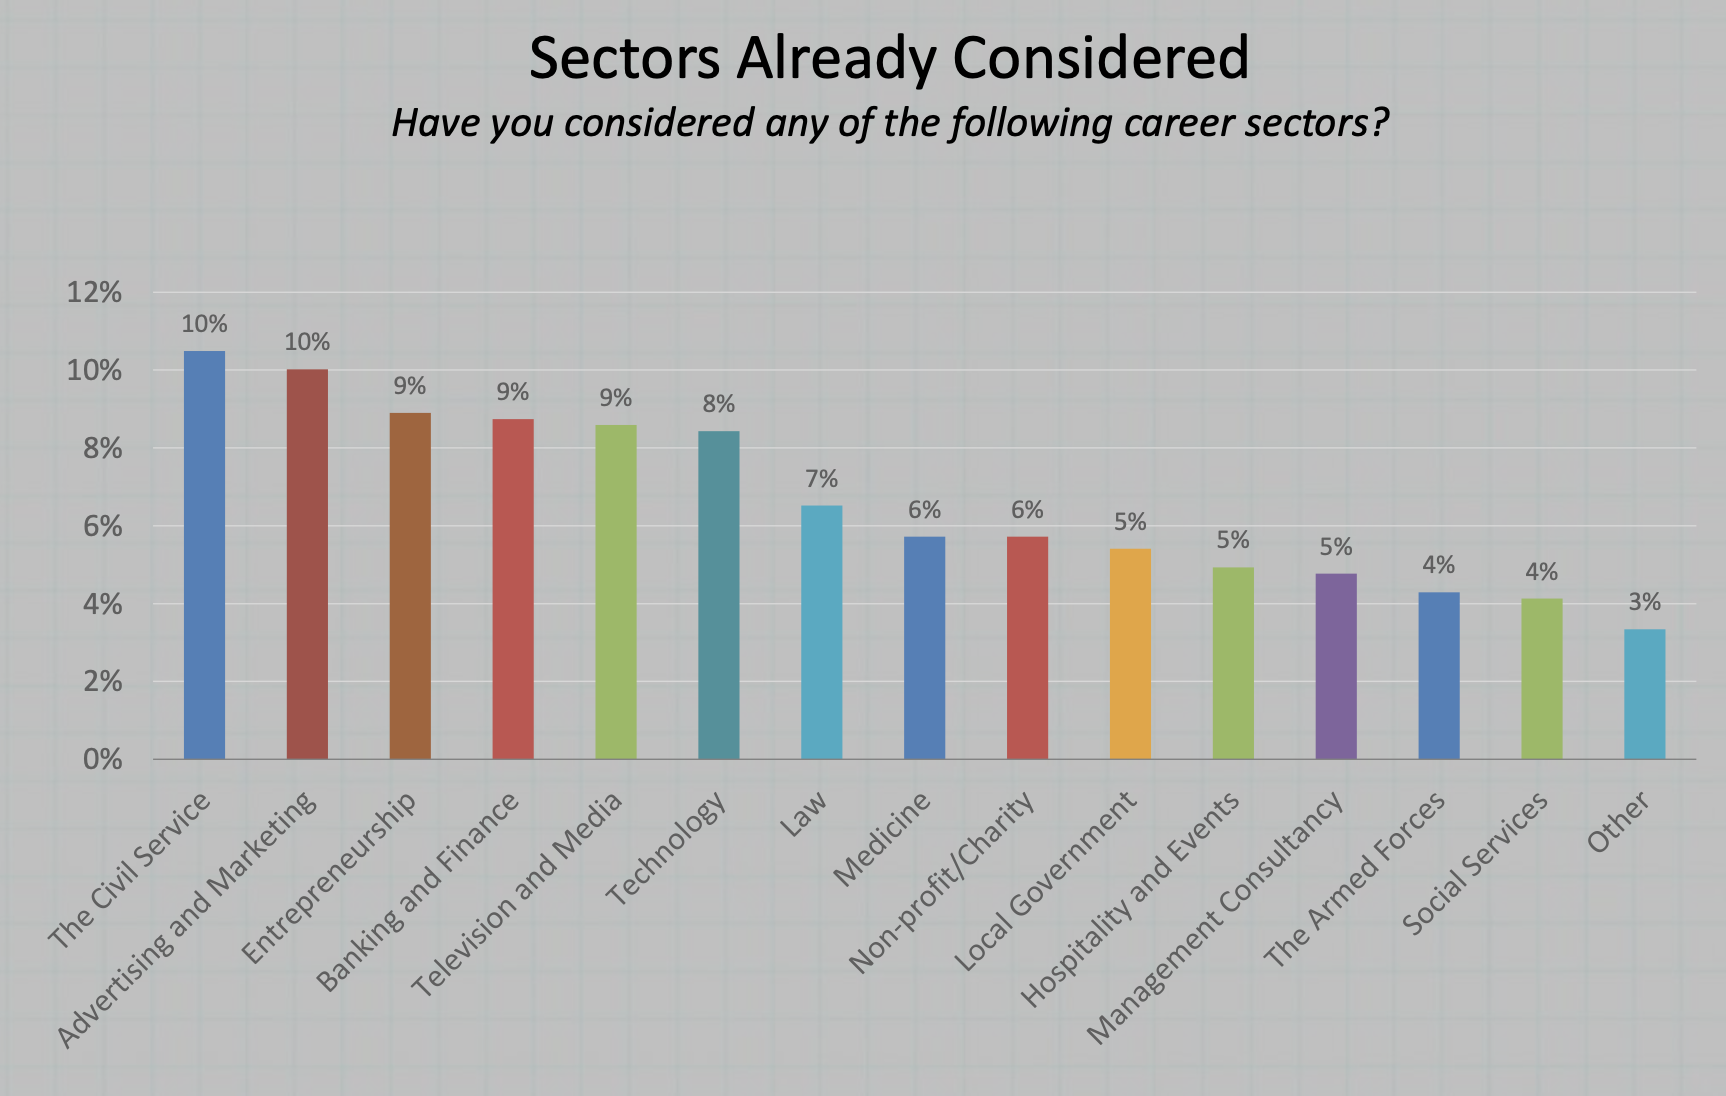 Sectors Already Considered
Have you considered any of the following career sectors?
12%
10%
8%
6%
4%
2%
0%
10%
10%
9%
9%
9%
8%
7%
6%
6%
5%
5%
5%
4%
4%
3%
The Civil Service
Advertising and Marketing
Entrepreneurship
Banking and Finance
Television and Media
Technology
Law
Medicine
Non-profit/Charity
Local Government
Hospitality and Events
Management Consultancy
The Armed Forces
Social Services
Other